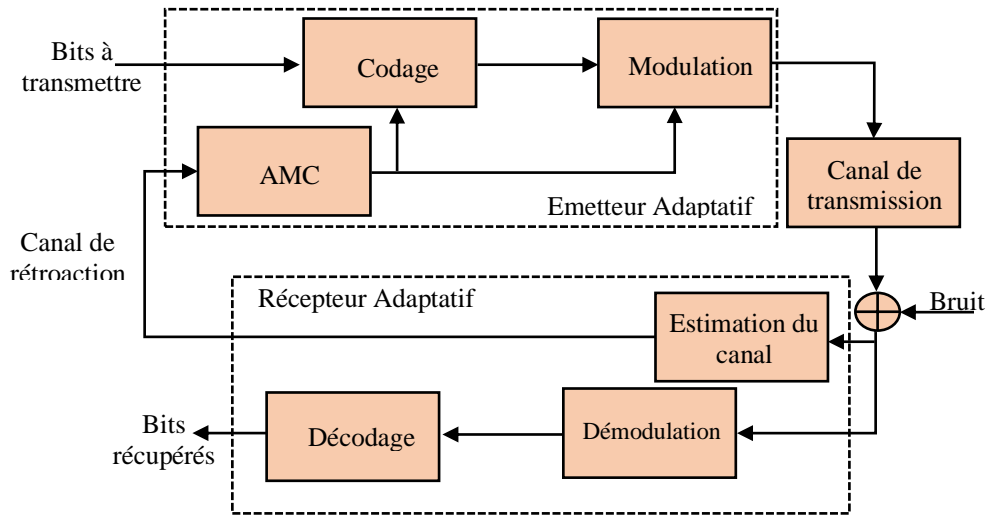 Bits à
transmettre
Codage
Modulation
AMC
Canal de
transmission
Emetteur Adaptatif
Canal de
rétroaction
Récepteur Adaptatif
Estimation du
canal
Bruit
Bits
récupérés
Décodage
Démodulation